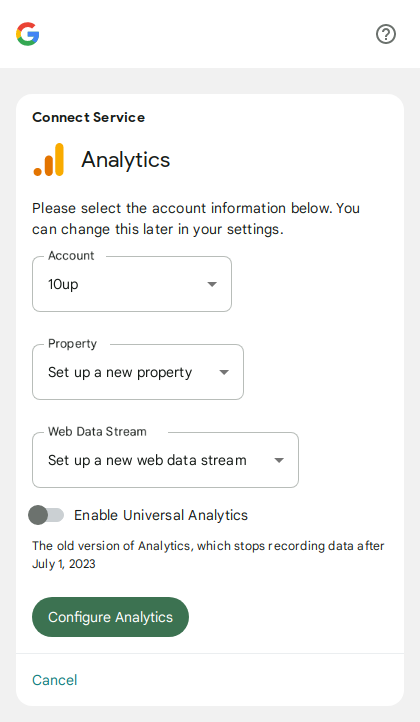 Connect Service
Analytics
Please select the account information below. You
can change this later in your settings.
Account
10up
Property
Set up a new property
Web Data Stream
Set up a new web data stream
Enable Universal Analytics
The old version of Analytics, which stops recording data after
July 1, 2023
Configure Analytics
Cancel